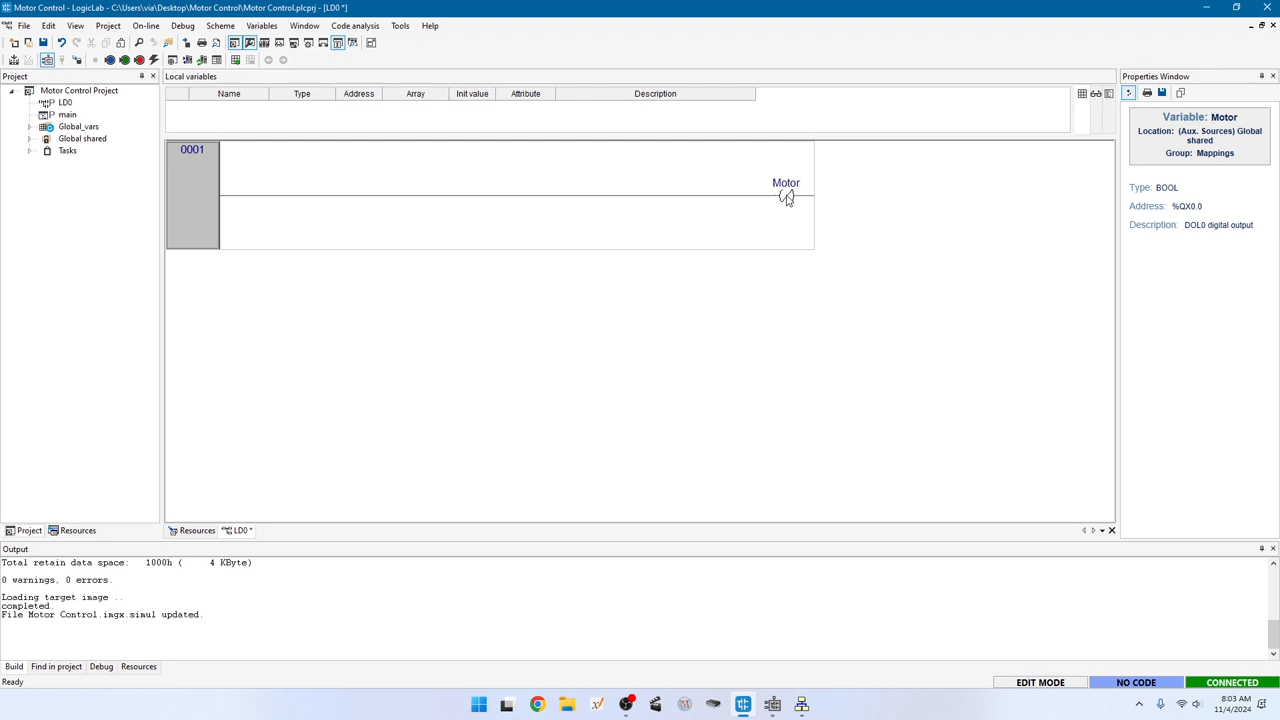 Motor Control - LogicLab - C:\Users\via\Desktop\Motor Control\Motor Control.plcprj - [LD0 *]
File Edit View Project On-line Debug Scheme Variables Window Code analysis Tools Help
Project
Motor Control Project
LD0
main
Global_vars
Global shared
Tasks
Project Resources
Local variables
Name Type Address Array Init value Attribute Description
0001
Motor
Resources LD0 *
Properties Window
Variable: Motor
Location: (Aux. Sources) Global
shared
Group: Mappings
Type: BOOL
Address: %QX0.0
Description: DOL0 digital output
Output
Total retain data space: 1000h ( 4 KByte)
0 warnings, 0 errors.
Loading target image ..
completed.
File Motor Control.imgx.simul updated.
Build Find in project Debug Resources
Ready EDIT MODE NO CODE CONNECTED
8:03 AM
11/4/2024